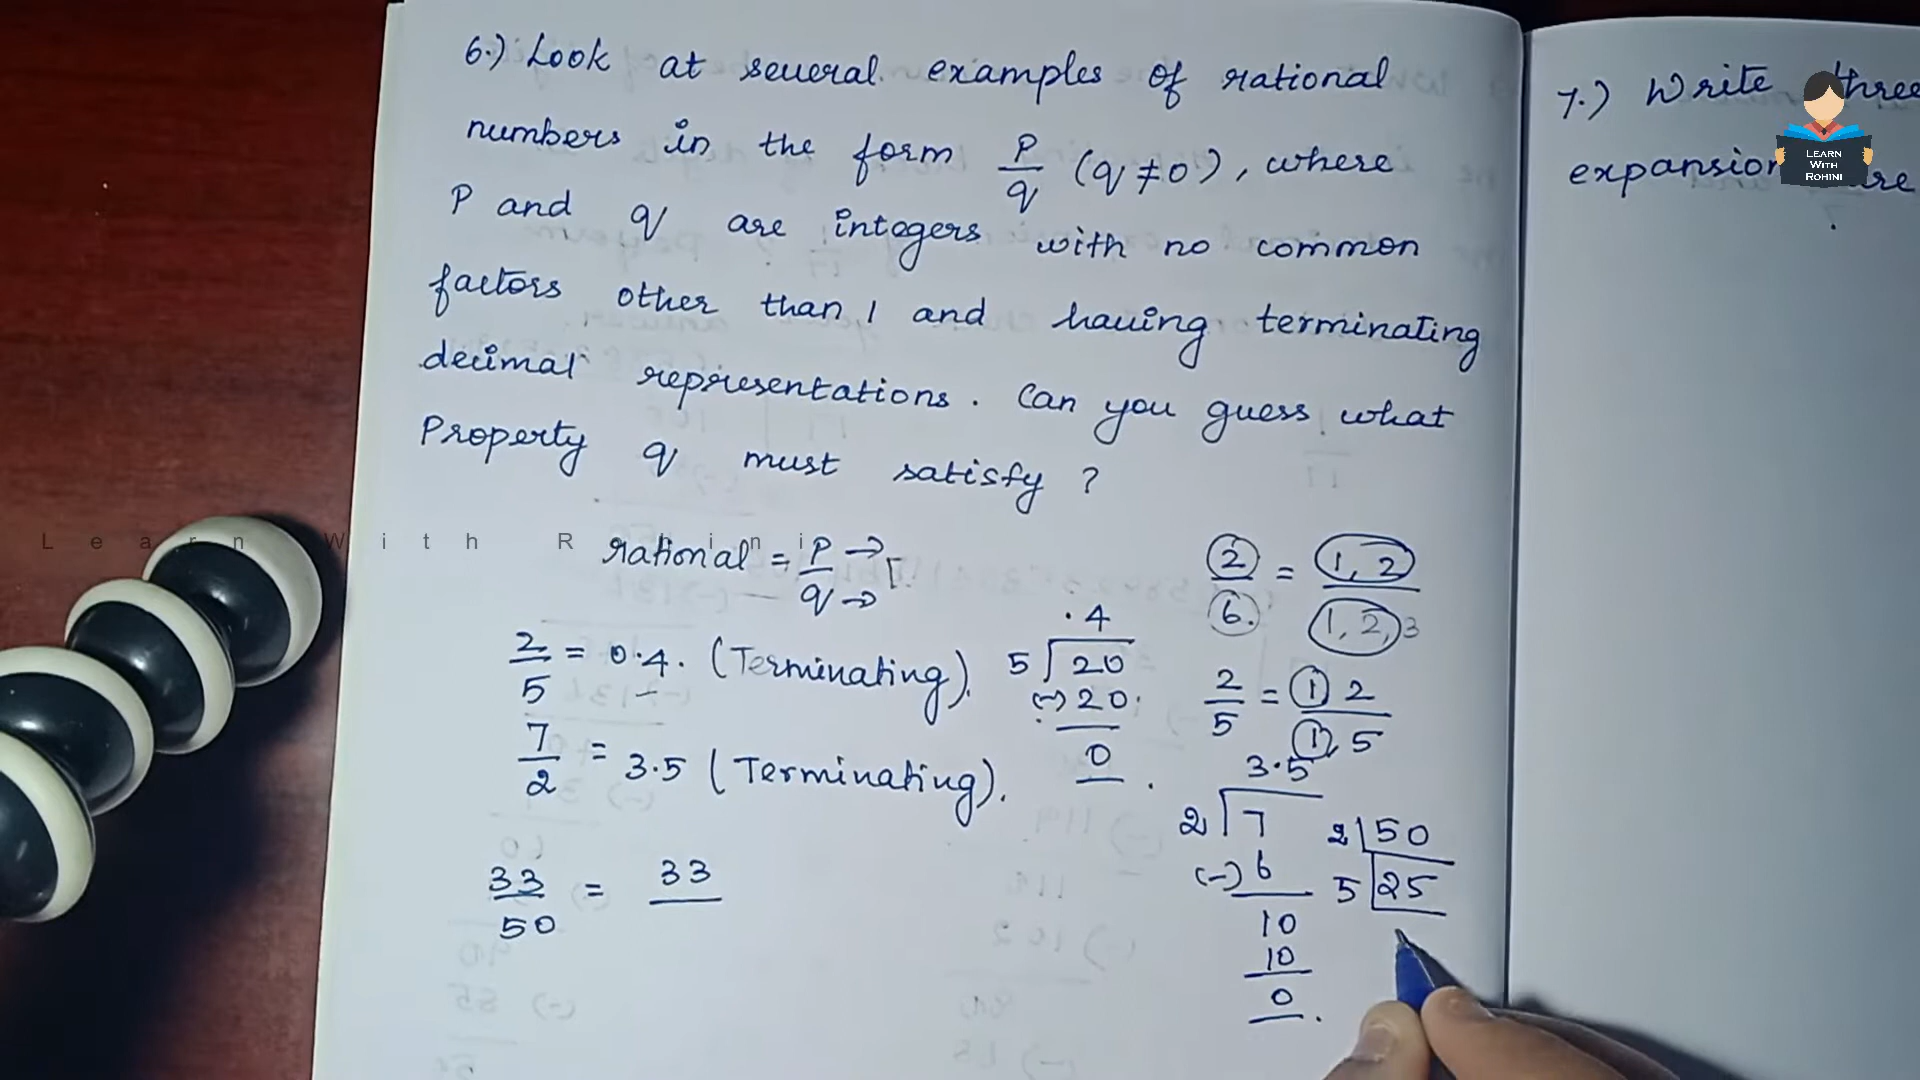 6.) Look at several examples of rational
numbers in the form p/q (q ≠ 0), where
P and q are integers with no common
factors other than 1 and having terminating
decimal representations. Can you guess what
Property q must satisfy ?
Learn With Rohini
rational = p/q → [
2/5 = 0.4. (Terminating).
7/2 = 3.5 (Terminating).
33/50 = 33
.4
5 20
(-) 20
0
2/6. = 1, 2 / 1, 2, 3
2/5 = 1 2 / 1, 5
3.5
2 7
(-) 6
10
10
0
2 50
5 25
7.) Write three
expansion
?
LEARN
WITH
ROHINI